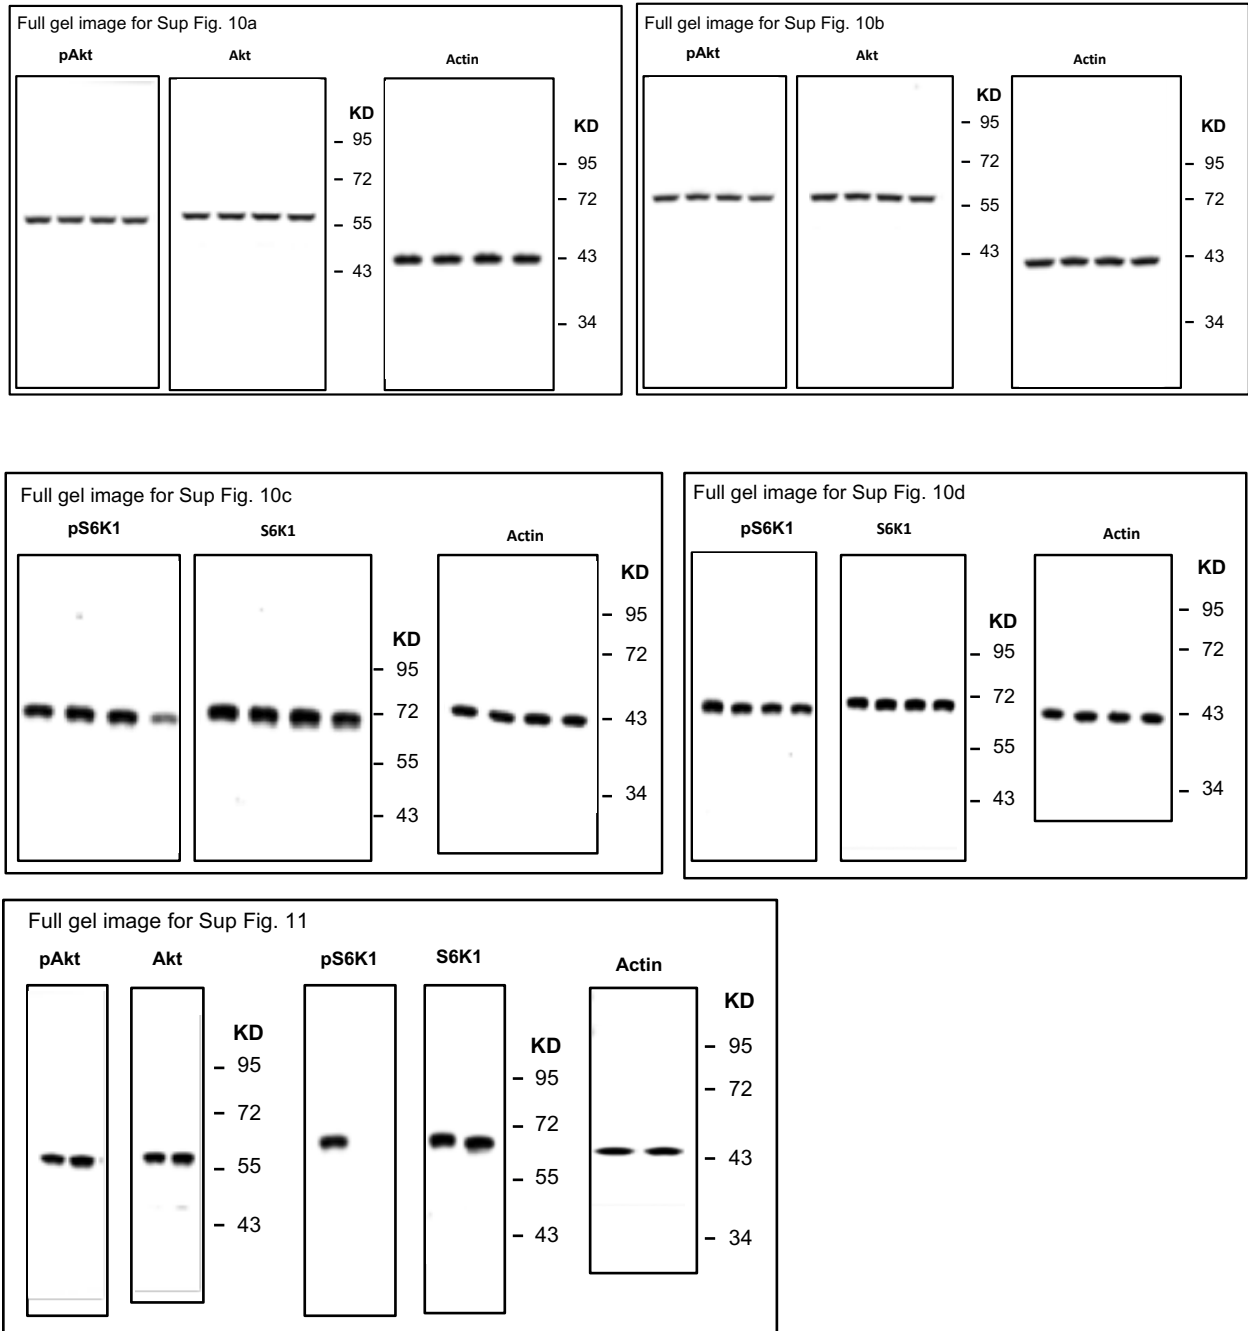 Full gel image for Sup Fig. 10a
pAkt Akt Actin
KD
– 95
– 72
– 55
– 43
KD
– 95
– 72
– 43
– 34
Full gel image for Sup Fig. 10b
pAkt Akt Actin
KD
– 95
– 72
– 55
– 43
KD
– 95
– 72
– 43
– 34
Full gel image for Sup Fig. 10c
pS6K1 S6K1 Actin
KD
– 95
– 72
– 55
– 43
KD
– 95
– 72
– 43
– 34
Full gel image for Sup Fig. 10d
pS6K1 S6K1 Actin
KD
– 95
– 72
– 55
– 43
KD
– 95
– 72
– 43
– 34
Full gel image for Sup Fig. 11
pAkt Akt pS6K1 S6K1 Actin
KD
– 95
– 72
– 55
– 43
KD
– 95
– 72
– 55
– 43
KD
– 95
– 72
– 43
– 34